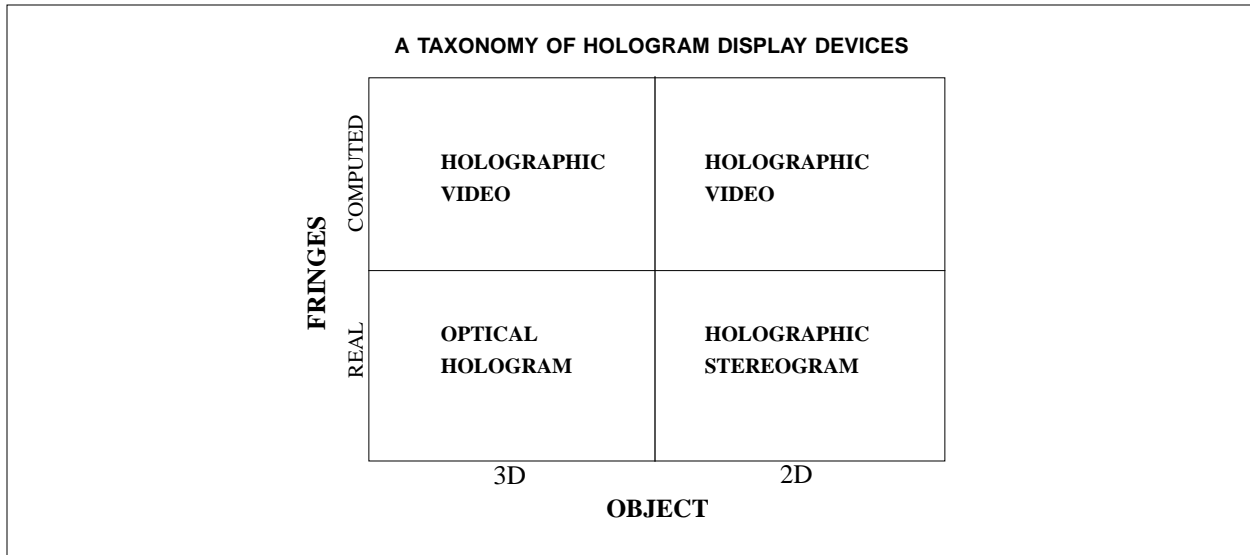 A TAXONOMY OF HOLOGRAM DISPLAY DEVICES
FRINGES
COMPUTED
HOLOGRAPHIC
VIDEO
HOLOGRAPHIC
VIDEO
REAL
OPTICAL
HOLOGRAM
HOLOGRAPHIC
STEREOGRAM
3D
2D
OBJECT